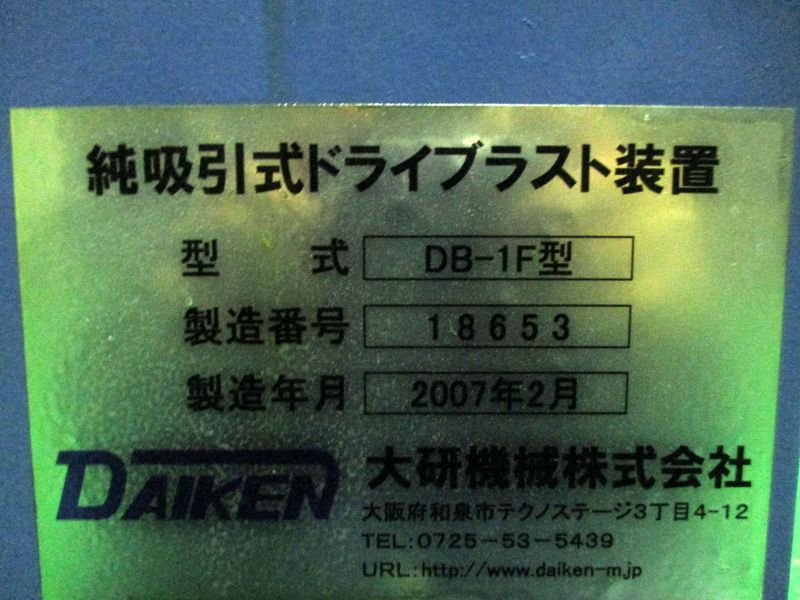 純吸引式ドライブラスト装置
型 式 DB-1F型
製造番号 18653
製造年月 2007年2月
DAIKEN 大研機械株式会社
大阪府和泉市テクノステージ3丁目4-12
TEL:0725-53-5439
URL:http://www.daiken-m.jp